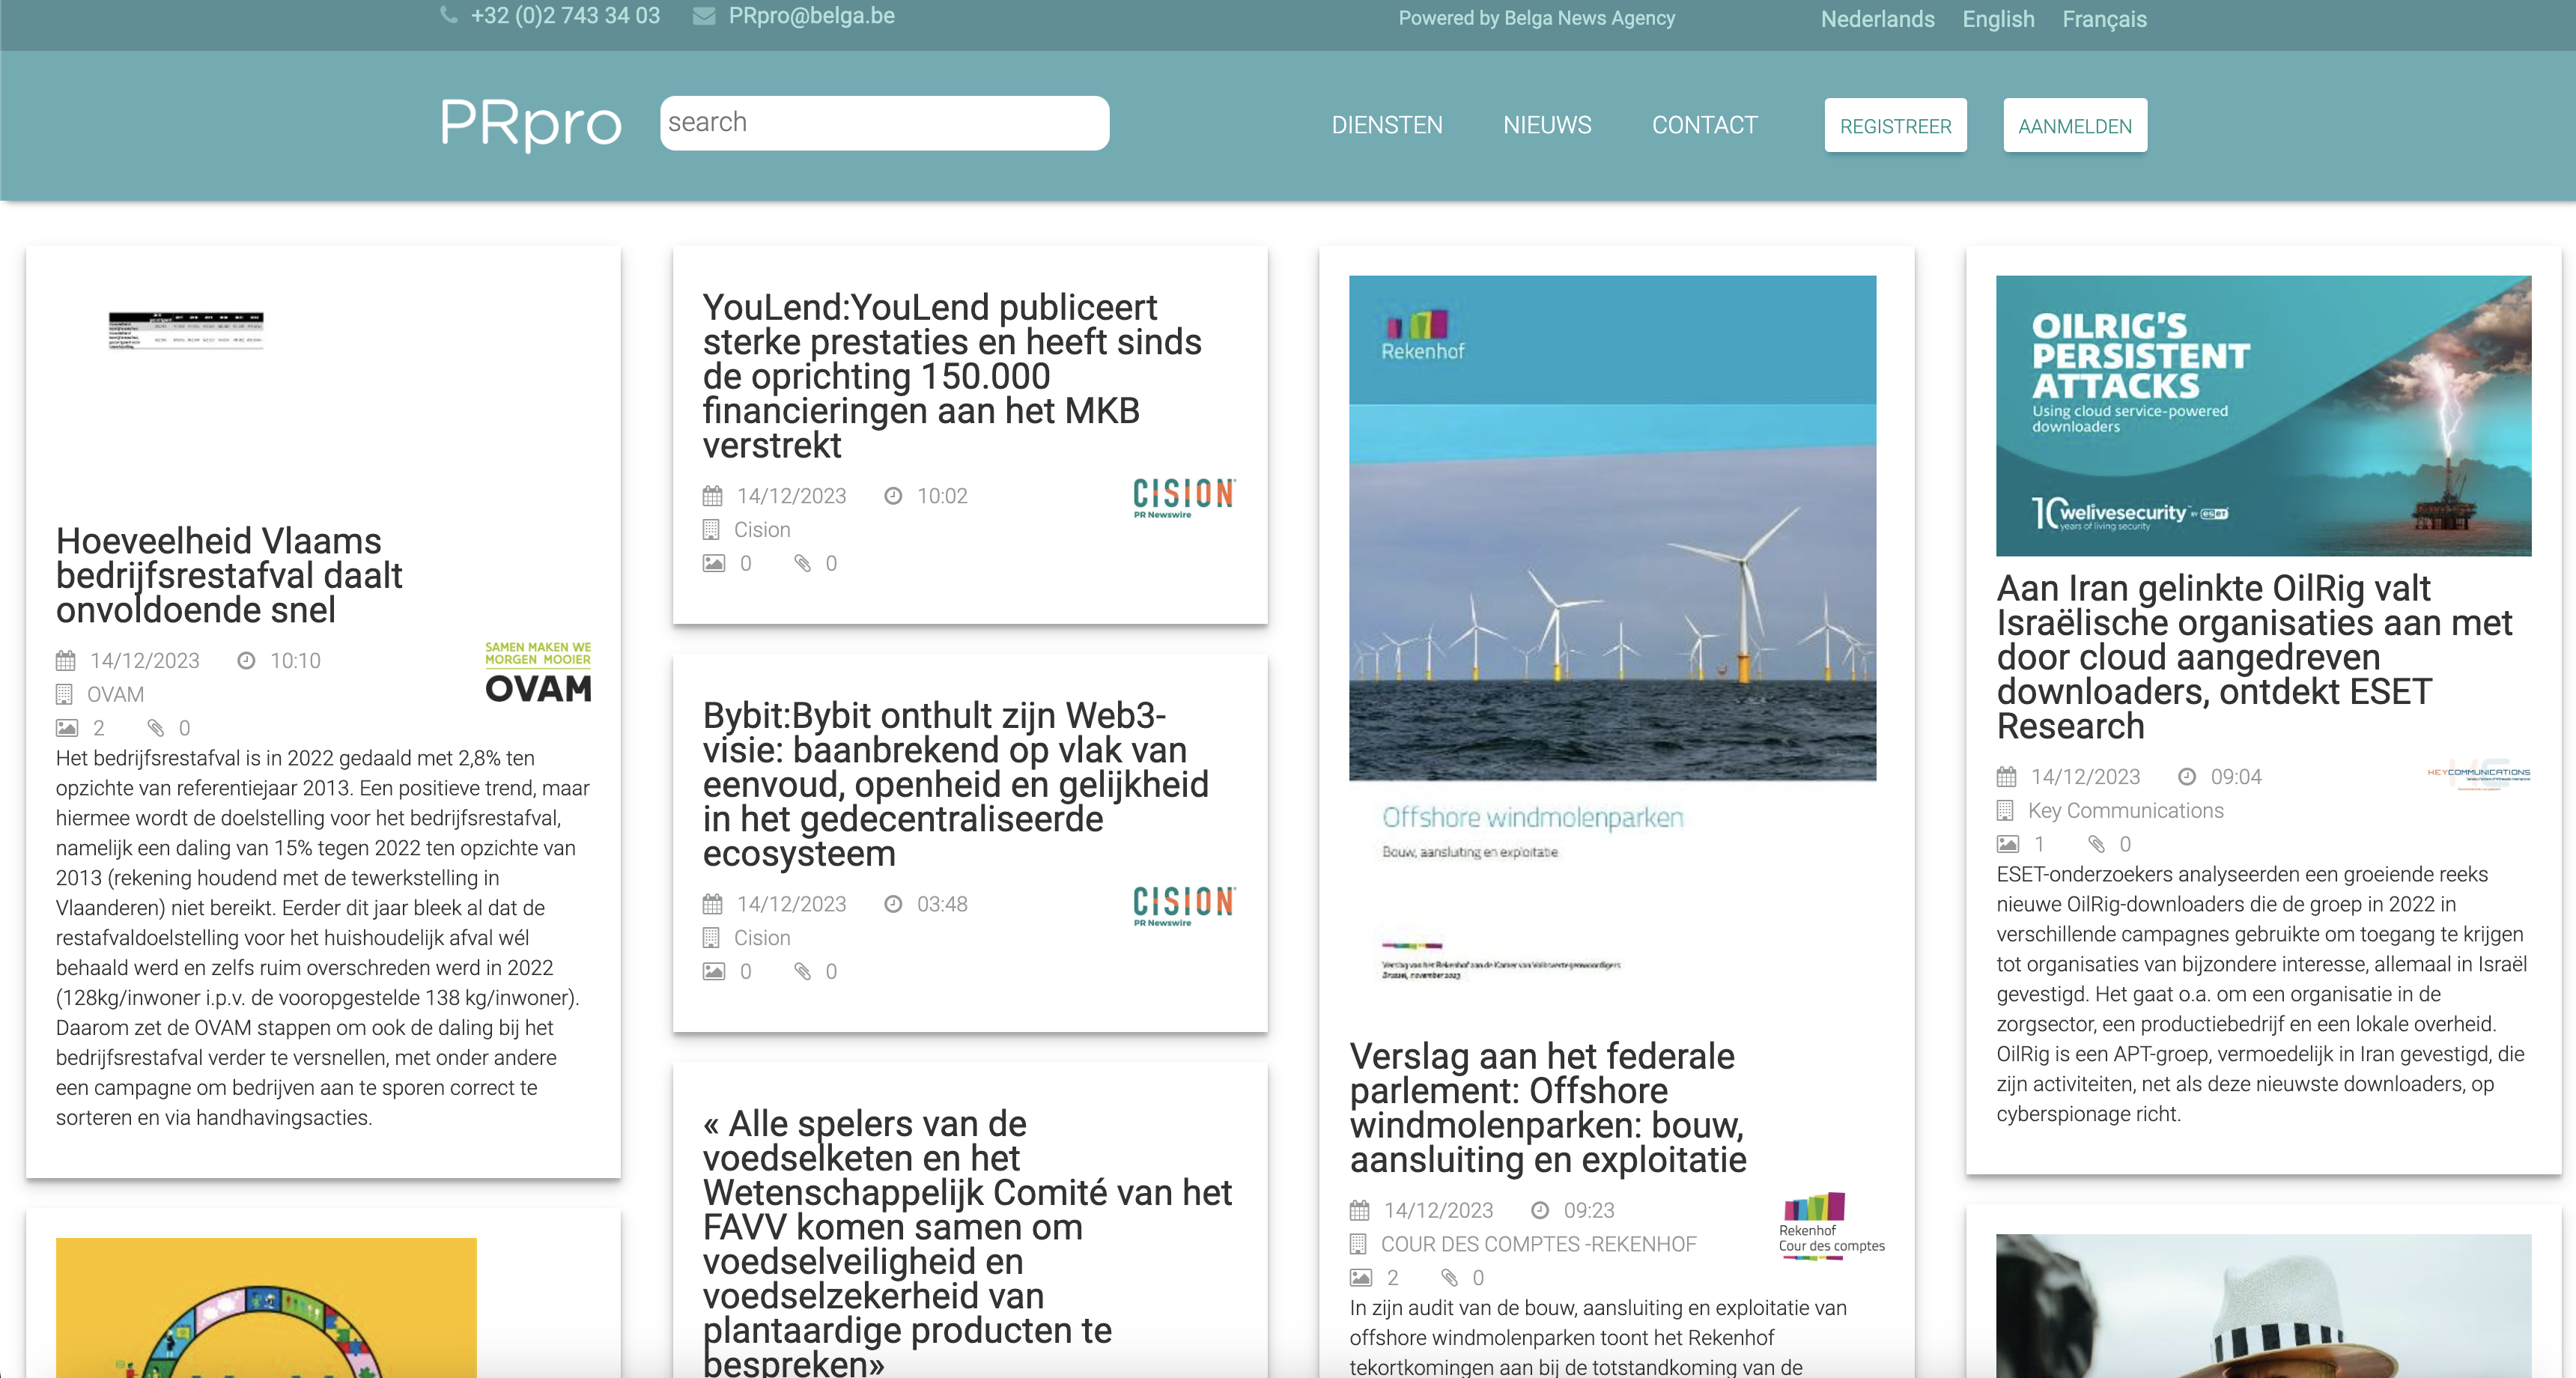 +32 (0)2 743 34 03
PRpro@belga.be
Powered by Belga News Agency
Nederlands
English
Français
PRpro
search
DIENSTEN
NIEUWS
CONTACT
REGISTREER
AANMELDEN
Hoeveelheid Vlaams
bedrijfsrestafval daalt
onvoldoende snel
14/12/2023
10:10
OVAM
2
0
SAMEN MAKEN WE
MORGEN MOOIER
OVAM
Het bedrijfsrestafval is in 2022 gedaald met 2,8% ten
opzichte van referentiejaar 2013. Een positieve trend, maar
hiermee wordt de doelstelling voor het bedrijfsrestafval,
namelijk een daling van 15% tegen 2022 ten opzichte van
2013 (rekening houdend met de tewerkstelling in
Vlaanderen) niet bereikt. Eerder dit jaar bleek al dat de
restafvaldoelstelling voor het huishoudelijk afval wél
behaald werd en zelfs ruim overschreden werd in 2022
(128kg/inwoner i.p.v. de vooropgestelde 138 kg/inwoner).
Daarom zet de OVAM stappen om ook de daling bij het
bedrijfsrestafval verder te versnellen, met onder andere
een campagne om bedrijven aan te sporen correct te
sorteren en via handhavingsacties.
YouLend:YouLend publiceert
sterke prestaties en heeft sinds
de oprichting 150.000
financieringen aan het MKB
verstrekt
14/12/2023
10:02
Cision
0
0
CISION
PR Newswire
Bybit:Bybit onthult zijn Web3-
visie: baanbrekend op vlak van
eenvoud, openheid en gelijkheid
in het gedecentraliseerde
ecosysteem
14/12/2023
03:48
Cision
0
0
CISION
PR Newswire
« Alle spelers van de
voedselketen en het
Wetenschappelijk Comité van het
FAVV komen samen om
voedselveiligheid en
voedselzekerheid van
plantaardige producten te
bespreken»
Rekenhof
Offshore windmolenparken
Bouw, aansluiting en exploitatie
Verslag van het Rekenhof aan de Kamer van Volksvertegenwoordigers
Brussel, november 2023
Verslag aan het federale
parlement: Offshore
windmolenparken: bouw,
aansluiting en exploitatie
14/12/2023
09:23
COUR DES COMPTES -REKENHOF
2
0
Rekenhof
Cour des comptes
In zijn audit van de bouw, aansluiting en exploitatie van
offshore windmolenparken toont het Rekenhof
tekortkomingen aan bij de totstandkoming van de
OILRIG'S
PERSISTENT
ATTACKS
Using cloud service-powered
downloaders
10 welivesecurity BY eset
years of living security
Aan Iran gelinkte OilRig valt
Israëlische organisaties aan met
door cloud aangedreven
downloaders, ontdekt ESET
Research
14/12/2023
09:04
Key Communications
1
0
KEYCOMMUNICATIONS
ESET-onderzoekers analyseerden een groeiende reeks
nieuwe OilRig-downloaders die de groep in 2022 in
verschillende campagnes gebruikte om toegang te krijgen
tot organisaties van bijzondere interesse, allemaal in Israël
gevestigd. Het gaat o.a. om een organisatie in de
zorgsector, een productiebedrijf en een lokale overheid.
OilRig is een APT-groep, vermoedelijk in Iran gevestigd, die
zijn activiteiten, net als deze nieuwste downloaders, op
cyberspionage richt.